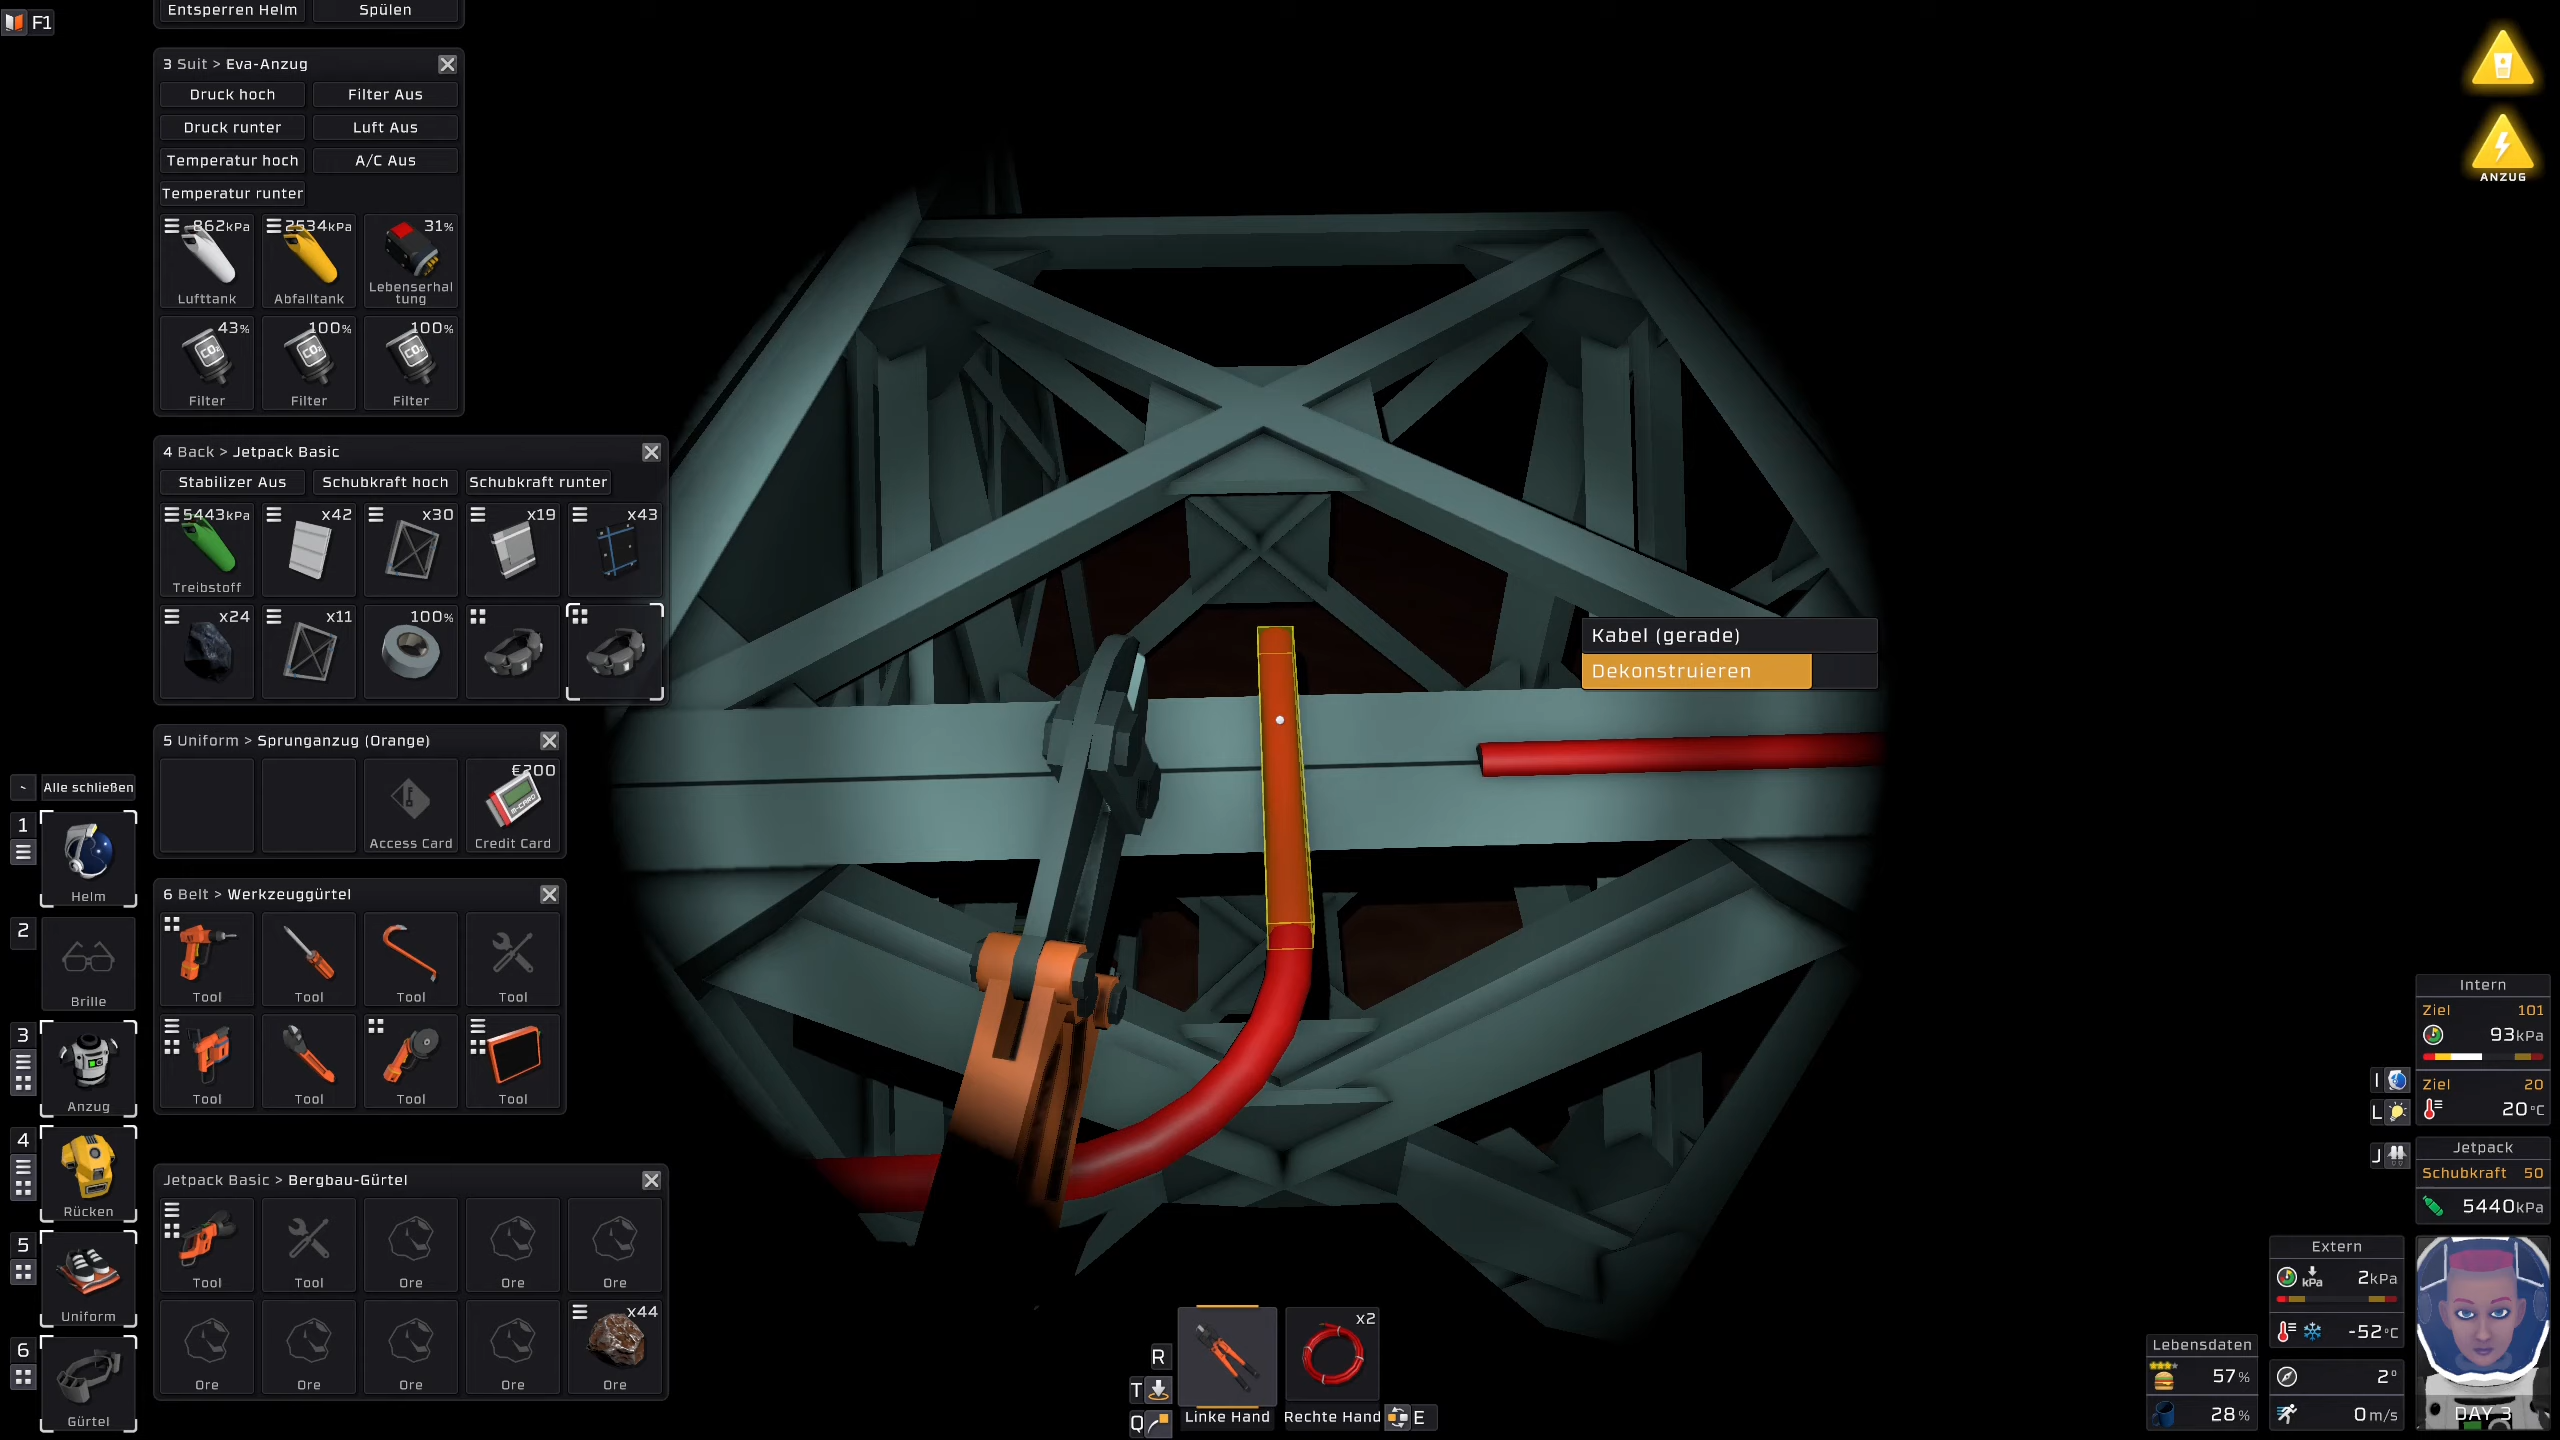 F1
Entsperren Helm
Spülen
3 Suit > Eva-Anzug
Druck hoch
Filter Aus
Druck runter
Luft Aus
Temperatur hoch
A/C Aus
Temperatur runter
862kPa
2534kPa
31%
Lufttank
Abfalltank
Lebenserhal
tung
43%
100%
100%
CO2
CO2
CO2
Filter
Filter
Filter
4 Back > Jetpack Basic
Stabilizer Aus
Schubkraft hoch
Schubkraft runter
5443kPa
x42
x30
x19
x43
Treibstoff
x24
x11
100%
5 Uniform > Sprunganzug (Orange)
€200
Access Card
Credit Card
6 Belt > Werkzeuggürtel
Tool
Tool
Tool
Tool
Tool
Tool
Tool
Tool
Jetpack Basic > Bergbau-Gürtel
Tool
Tool
Ore
Ore
Ore
x44
Ore
Ore
Ore
Ore
Ore
~
Alle schließen
1
Helm
2
Brille
3
Anzug
4
Rücken
5
Uniform
6
Gürtel
Kabel (gerade)
Dekonstruieren
R
T
Q
x2
Linke Hand
Rechte Hand
E
ANZUG
Intern
Ziel 101
93kPa
I
Ziel 20
L
20°C
Jetpack
J
Schubkraft 50
5440kPa
Extern
kPa
2kPa
-52°C
2°
0m/s
Lebensdaten
57%
28%
DAY 3